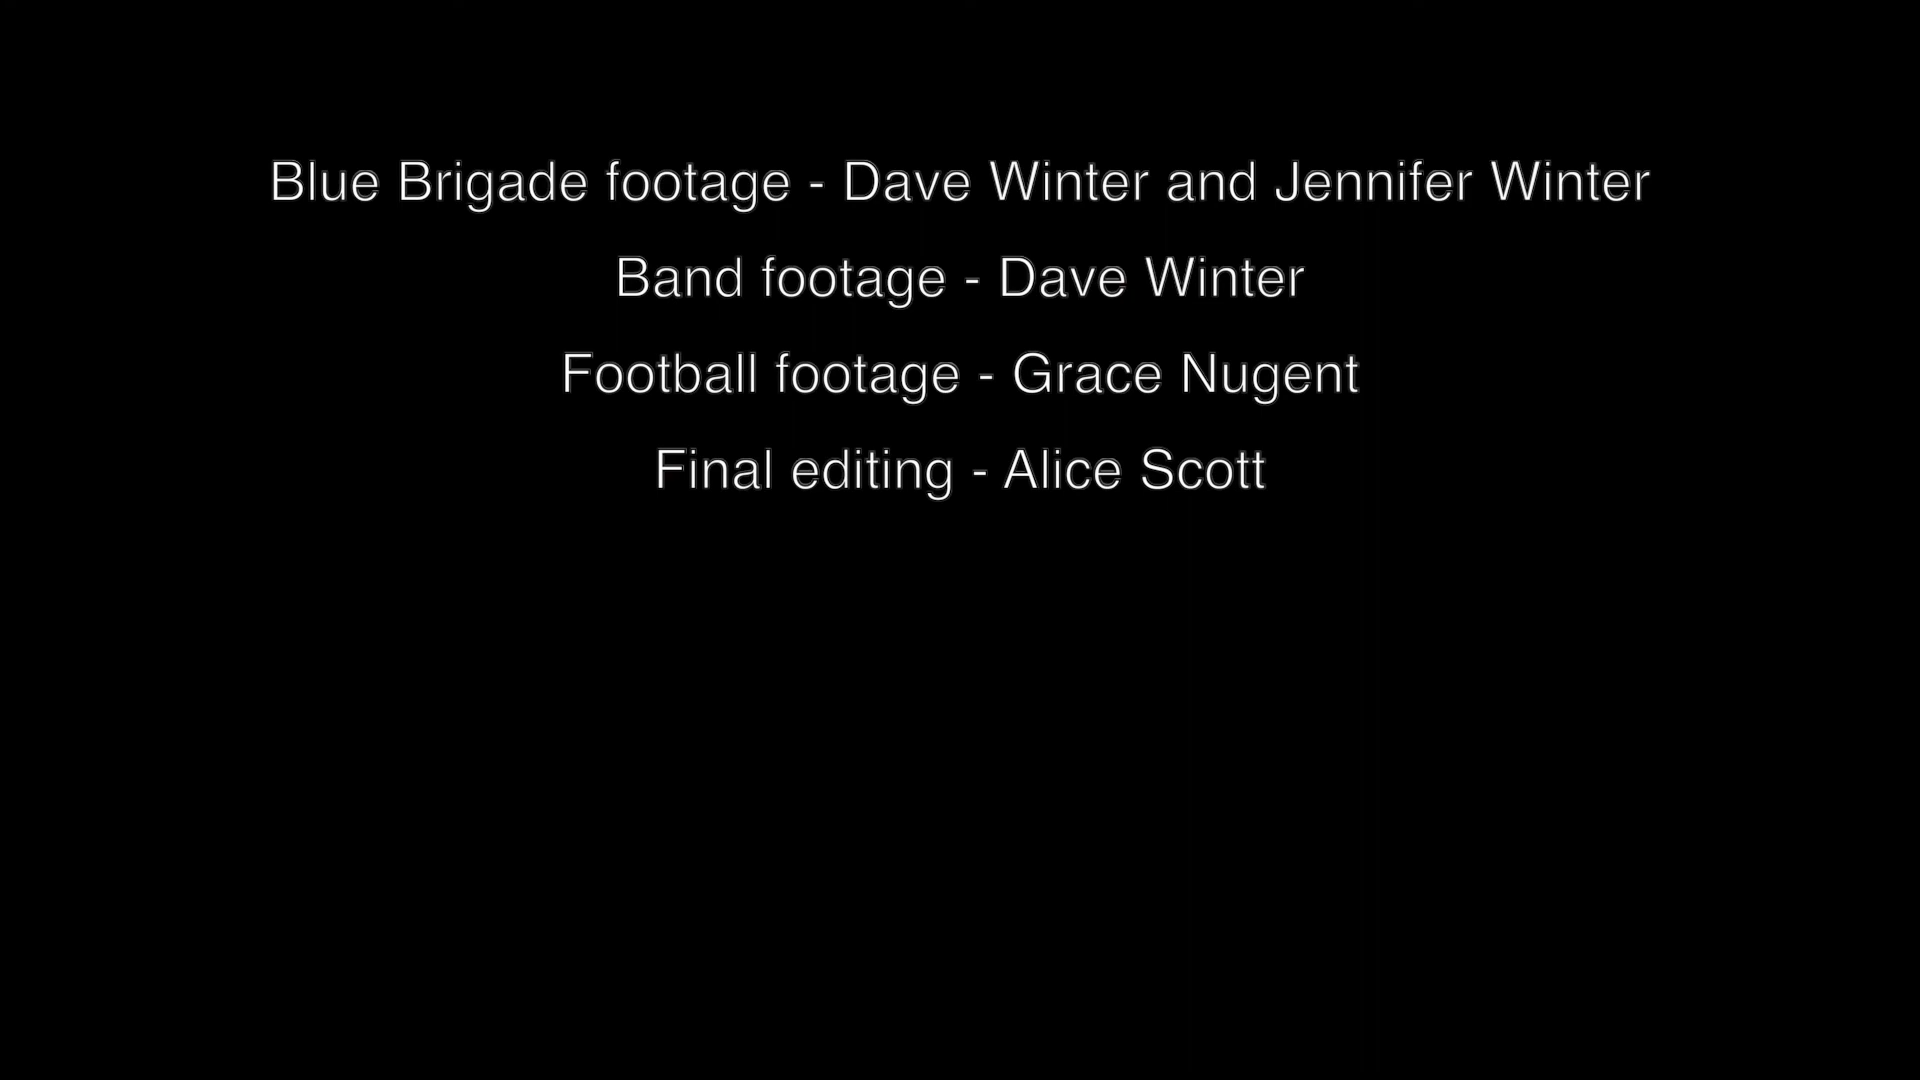 Blue Brigade footage - Dave Winter and Jennifer Winter
Band footage - Dave Winter
Football footage - Grace Nugent
Final editing - Alice Scott